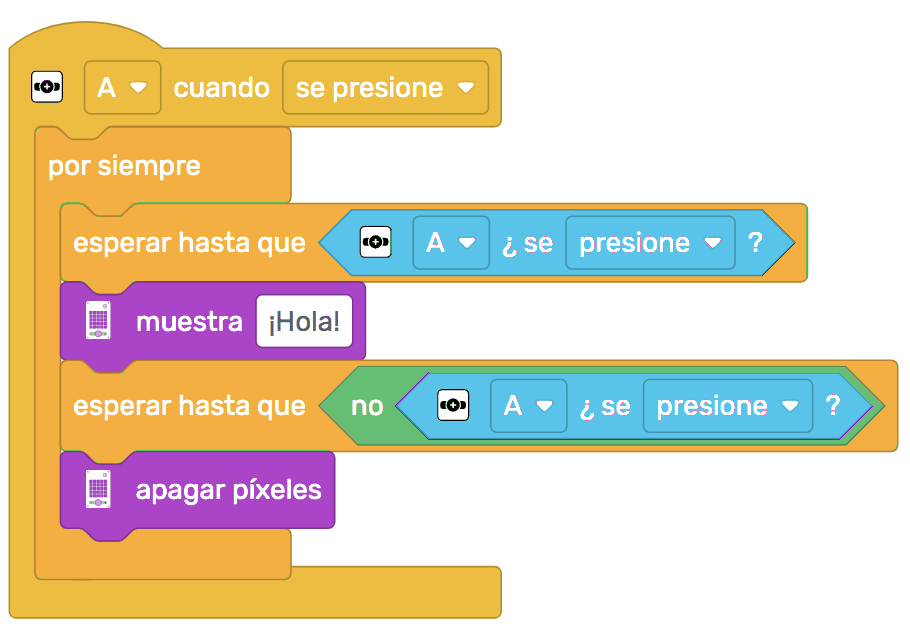 A cuando se presione
por siempre
esperar hasta que A ¿ se presione ?
muestra ¡Hola!
esperar hasta que no A ¿ se presione ?
apagar píxeles